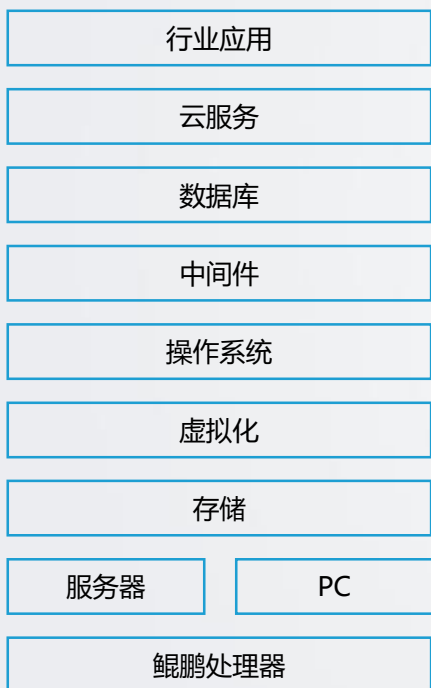 行业应用
云服务
数据库
中间件
操作系统
虚拟化
存储
服务器 PC
鲲鹏处理器